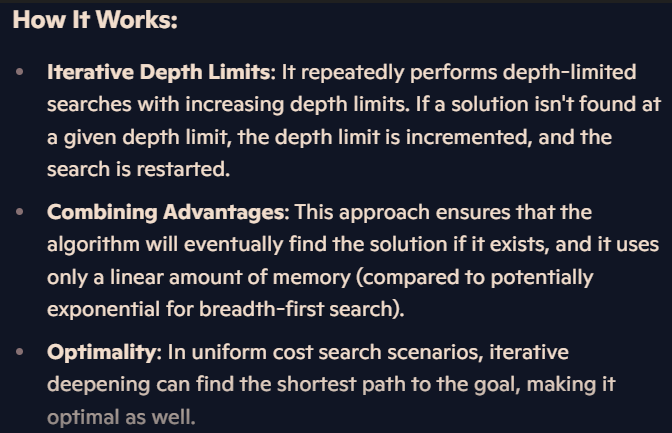 How It Works:
• Iterative Depth Limits: It repeatedly performs depth-limited
searches with increasing depth limits. If a solution isn't found at
a given depth limit, the depth limit is incremented, and the
search is restarted.
• Combining Advantages: This approach ensures that the
algorithm will eventually find the solution if it exists, and it uses
only a linear amount of memory (compared to potentially
exponential for breadth-first search).
• Optimality: In uniform cost search scenarios, iterative
deepening can find the shortest path to the goal, making it
optimal as well.